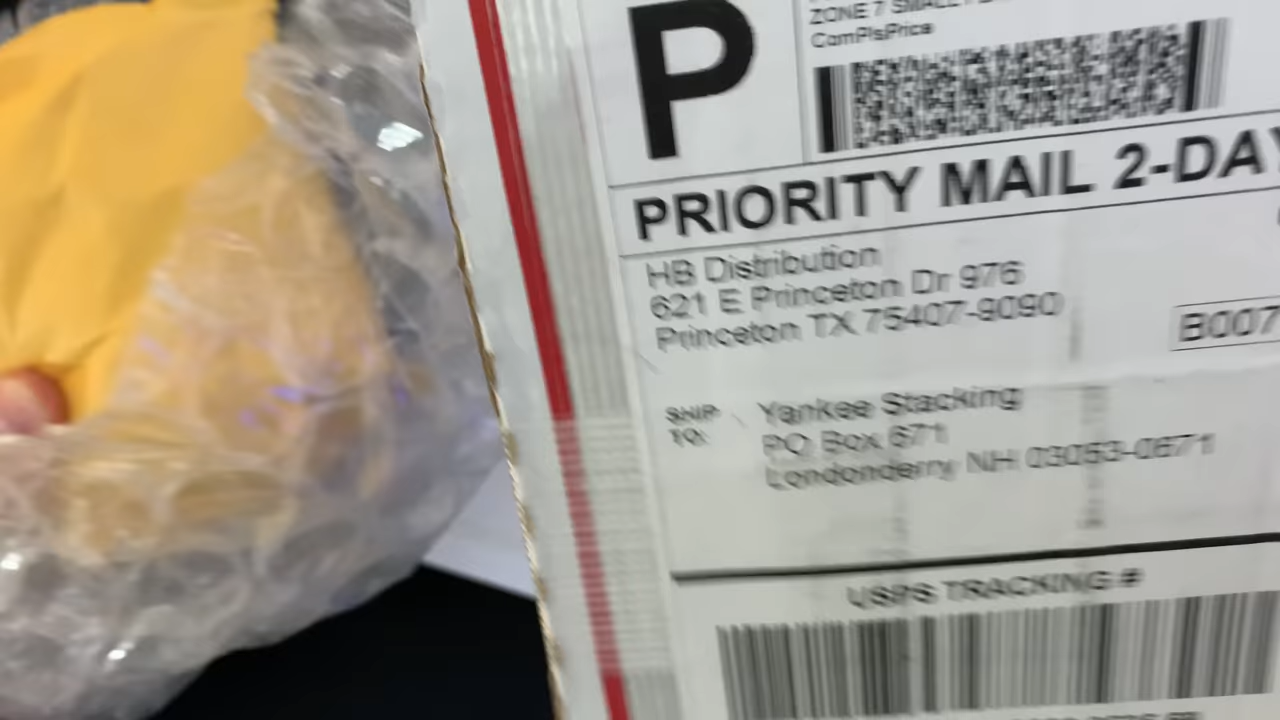 P
ZONE 7 SMALL
ComPlsPrice
PRIORITY MAIL 2-DAY
HB Distribution
621 E Princeton Dr 976
Princeton TX 75407-9090
B007
SHIP TO:
Yankee Stacking
PO Box 671
Londonderry NH 03053-0671
USPS TRACKING #